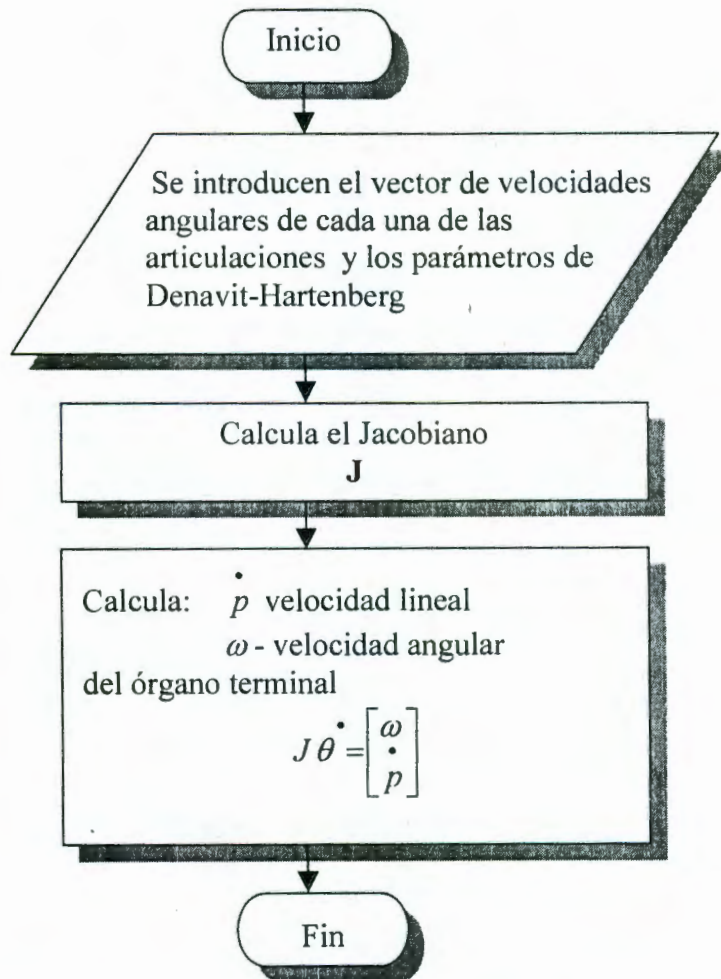 Inicio
Se introducen el vector de velocidades
angulares de cada una de las
articulaciones y los parámetros de
Denavit-Hartenberg
Calcula el Jacobiano
J
Calcula: ṗ velocidad lineal
ω - velocidad angular
del órgano terminal
J θ̇ = [ω ṗ]
Fin